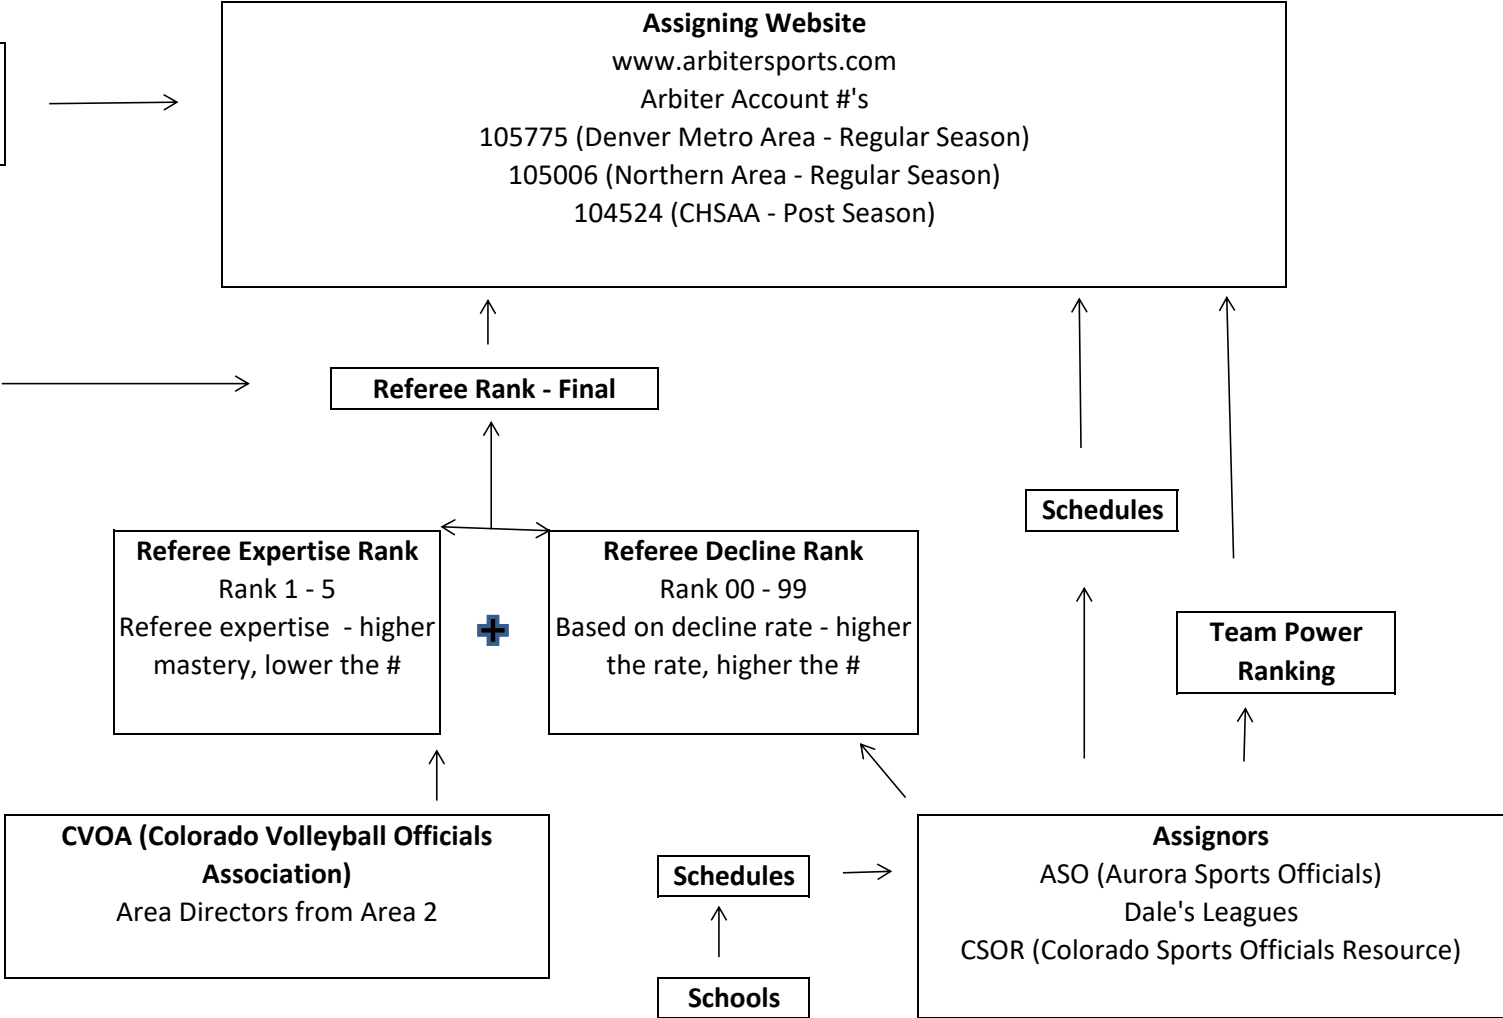 Assigning Website
www.arbitersports.com
Arbiter Account #'s
105775 (Denver Metro Area - Regular Season)
105006 (Northern Area - Regular Season)
104524 (CHSAA - Post Season)
Referee Rank - Final
Schedules
Referee Expertise Rank
Rank 1 - 5
Referee expertise - higher
mastery, lower the #
Referee Decline Rank
Rank 00 - 99
Based on decline rate - higher
the rate, higher the #
Team Power
Ranking
CVOA (Colorado Volleyball Officials
Association)
Area Directors from Area 2
Schedules
Schools
Assignors
ASO (Aurora Sports Officials)
Dale's Leagues
CSOR (Colorado Sports Officials Resource)